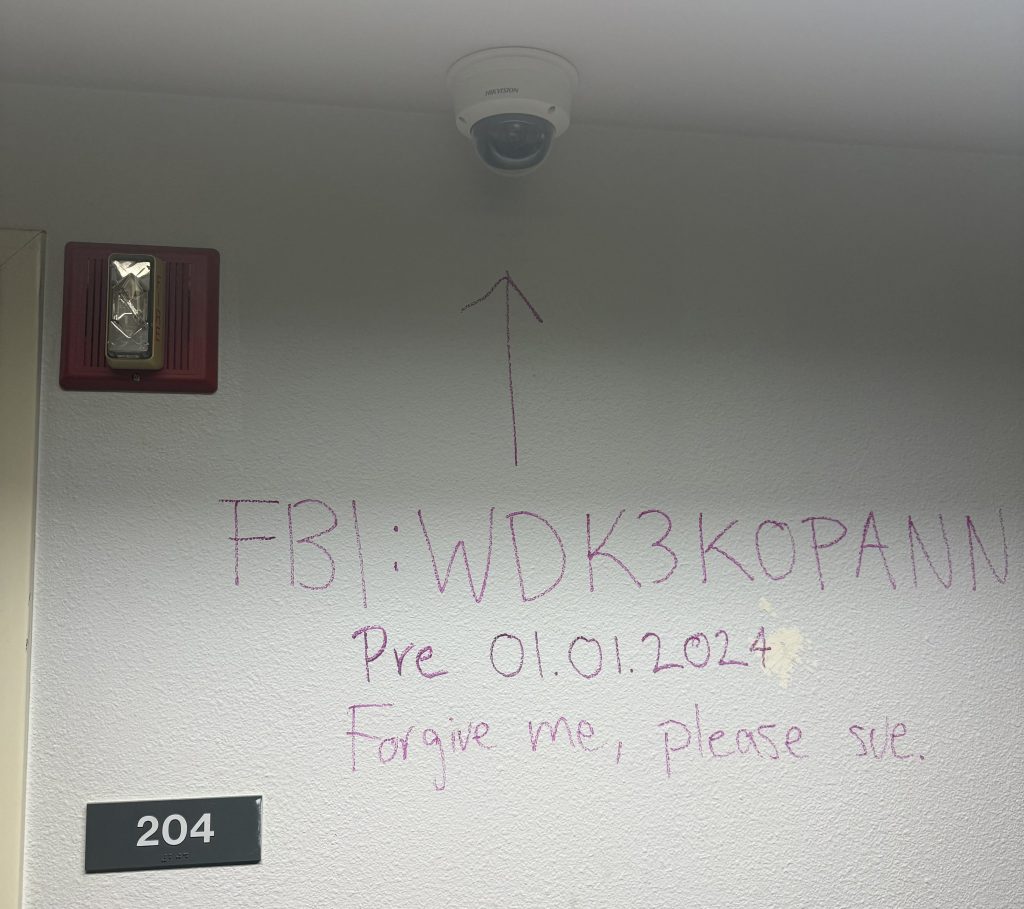 HIKVISION
FBI:WDK3KOPANN
Pre 01.01.2024
Forgive me, please sue.
204